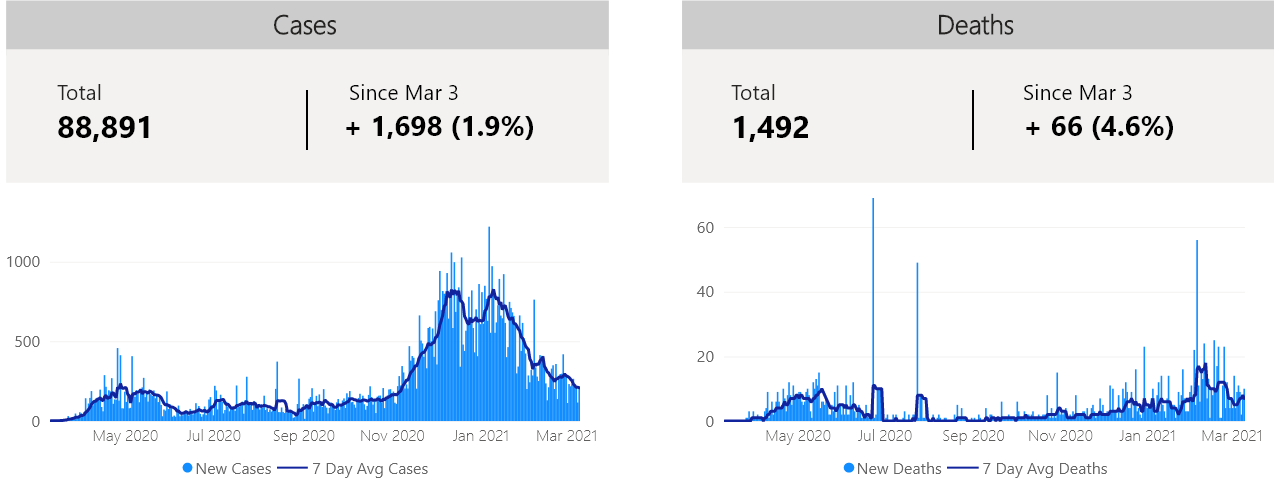 Cases
Total
88,891
Since Mar 3
+ 1,698 (1.9%)
1000
500
0
May 2020 Jul 2020 Sep 2020 Nov 2020 Jan 2021 Mar 2021
New Cases 7 Day Avg Cases
Deaths
Total
1,492
Since Mar 3
+ 66 (4.6%)
60
40
20
0
May 2020 Jul 2020 Sep 2020 Nov 2020 Jan 2021 Mar 2021
New Deaths 7 Day Avg Deaths